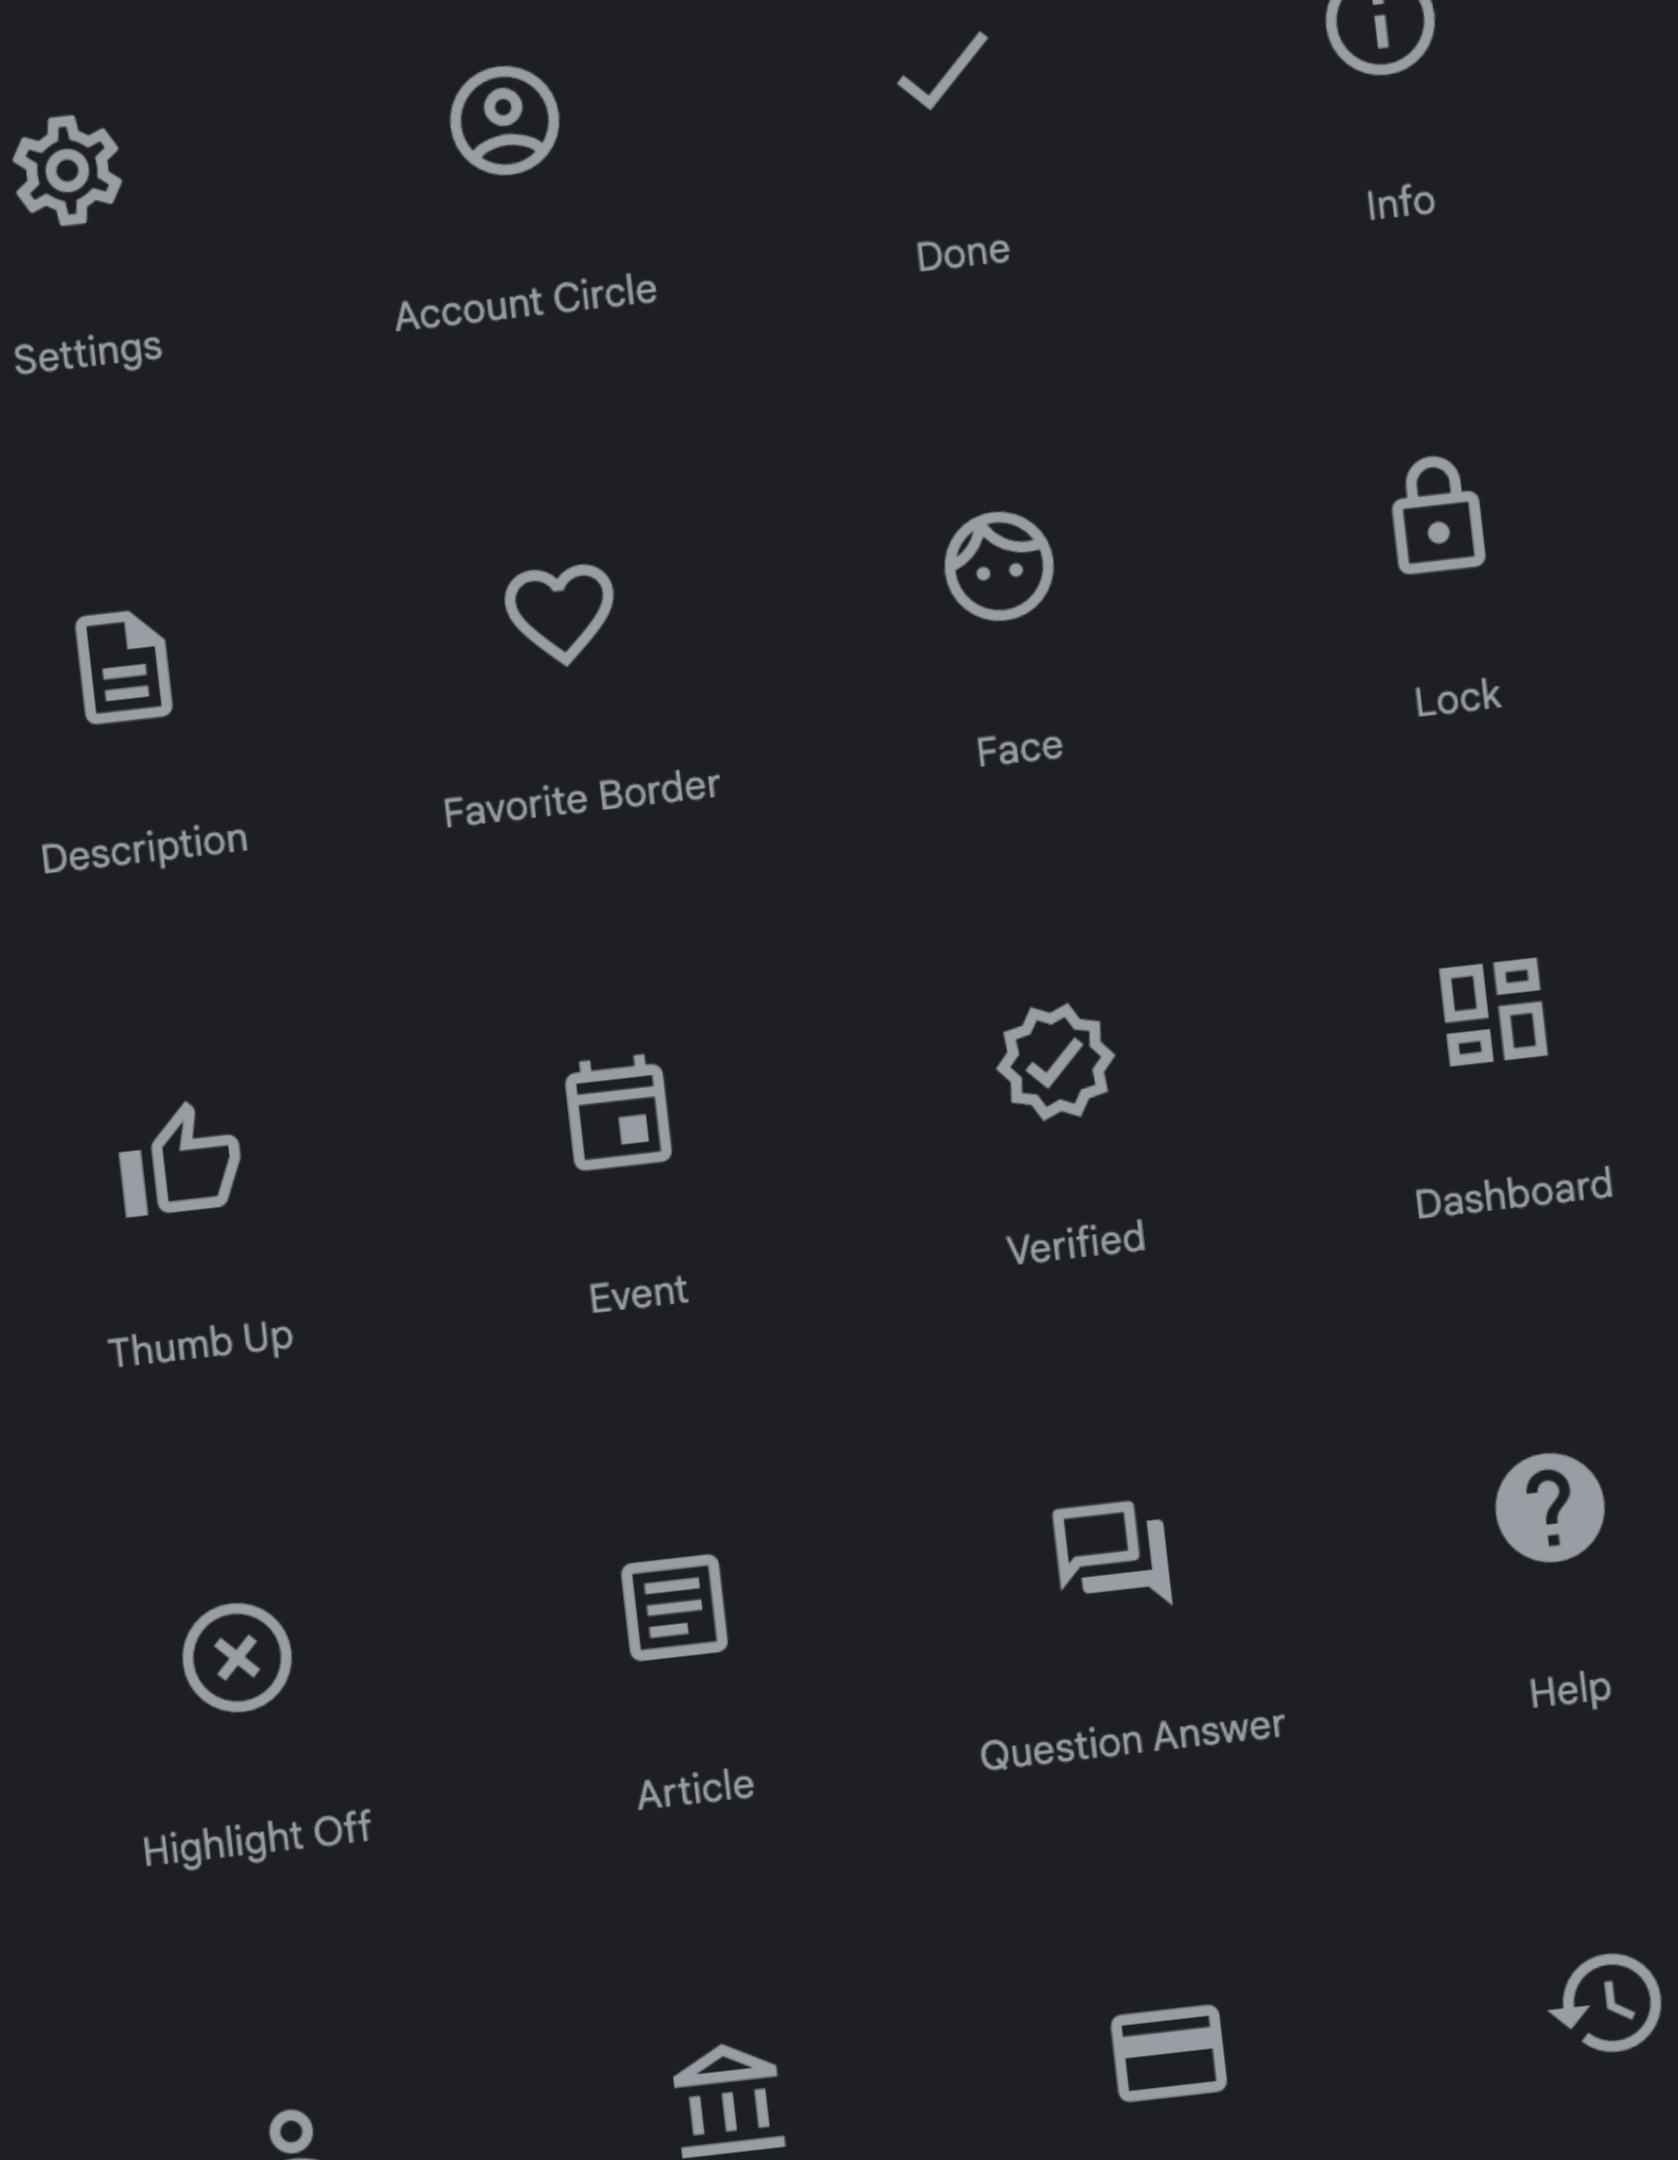 Settings
Account Circle
Done
Info
Description
Favorite Border
Face
Lock
Thumb Up
Event
Verified
Dashboard
Highlight Off
Article
Question Answer
Help